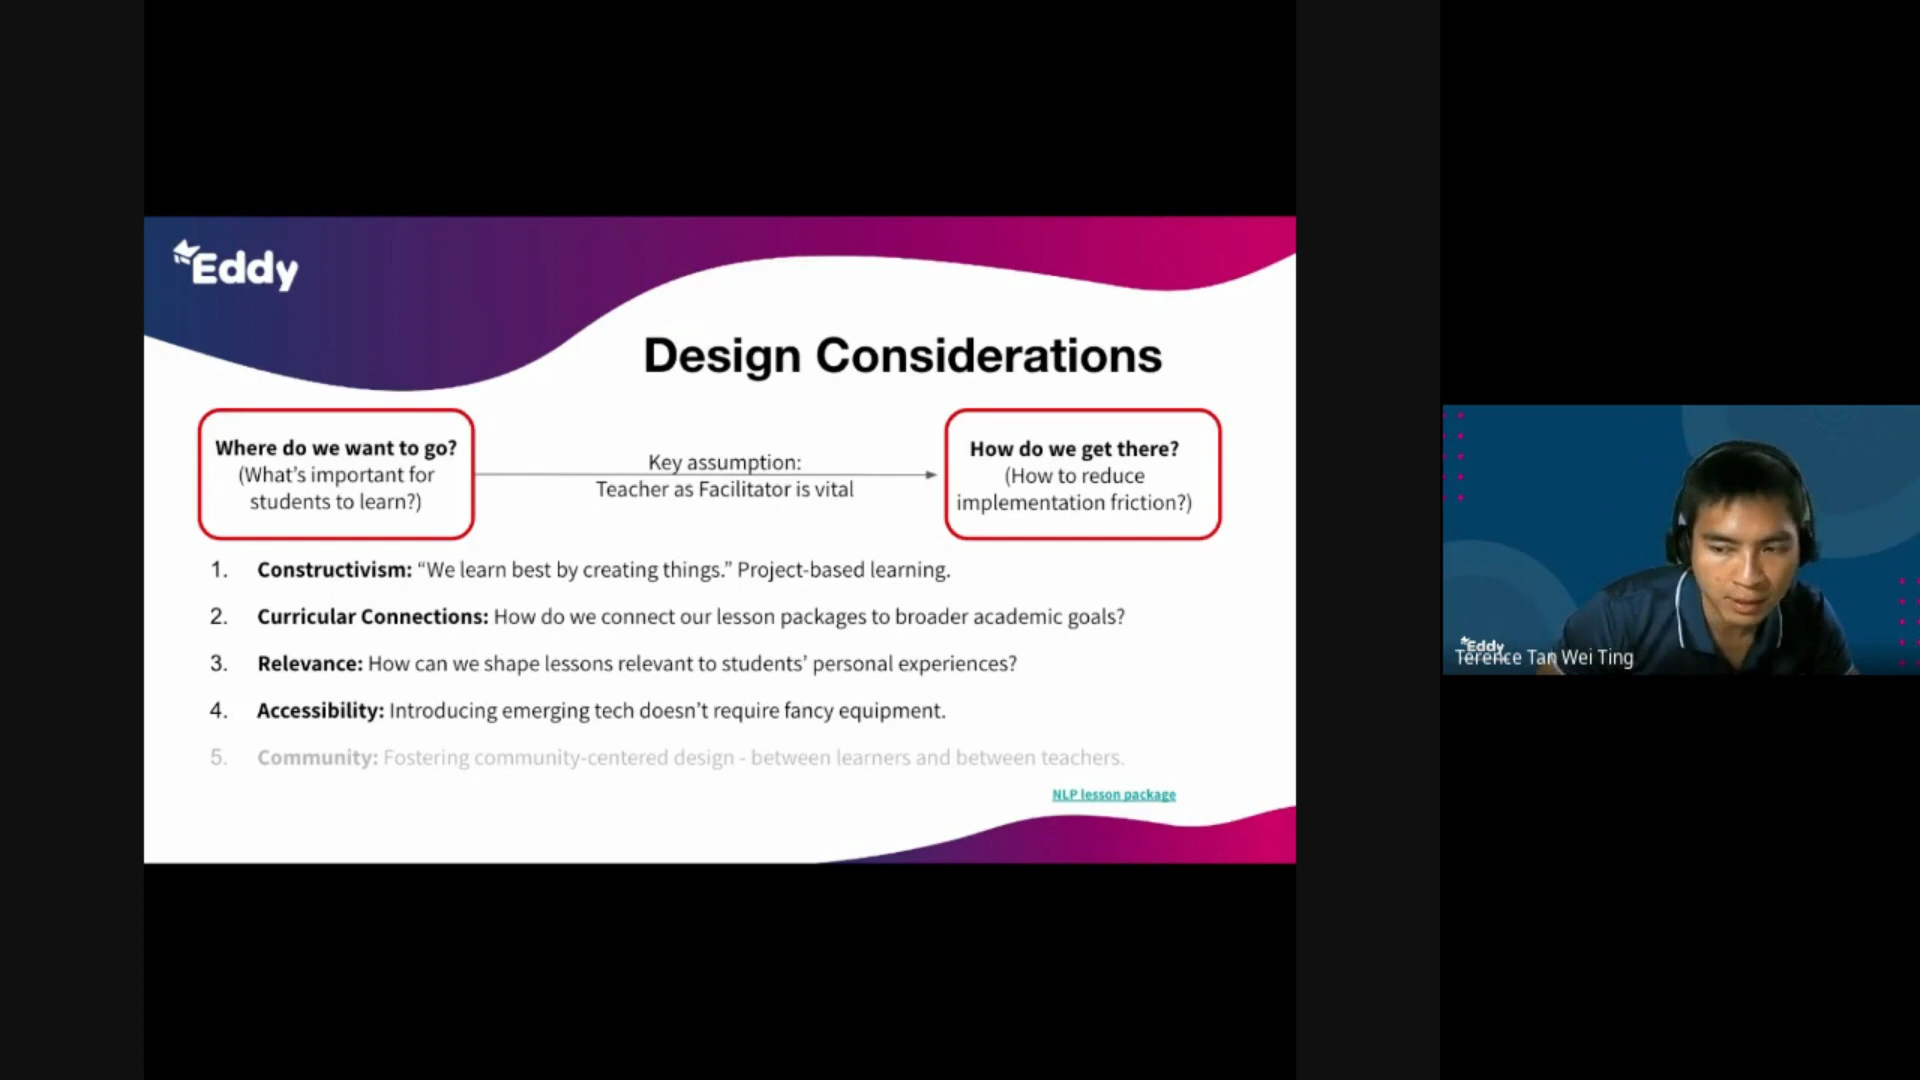 Eddy
Design Considerations
Where do we want to go?
(What's important for
students to learn?)
Key assumption:
Teacher as Facilitator is vital
How do we get there?
(How to reduce
implementation friction?)
1. Constructivism: “We learn best by creating things.” Project-based learning.
2. Curricular Connections: How do we connect our lesson packages to broader academic goals?
3. Relevance: How can we shape lessons relevant to students’ personal experiences?
4. Accessibility: Introducing emerging tech doesn’t require fancy equipment.
5. Community: Fostering community-centered design - between learners and between teachers.
NLP lesson package
Eddy
Terence Tan Wei Ting